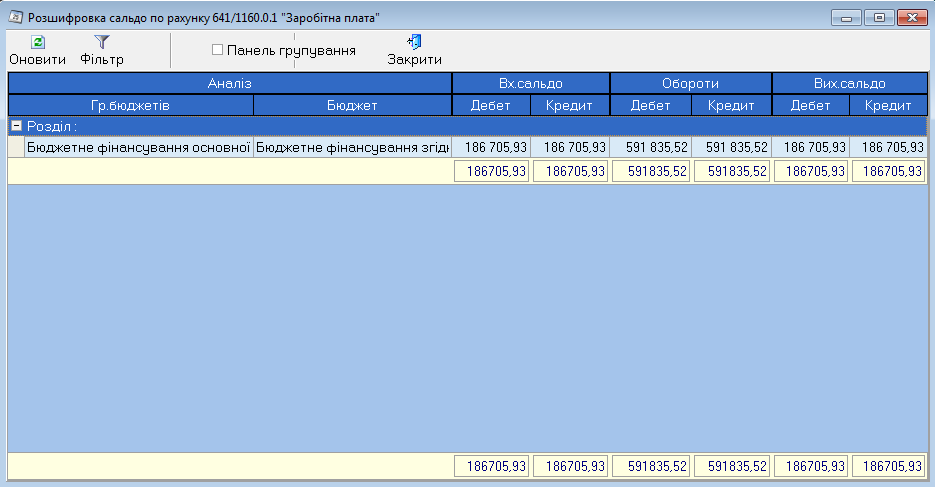 Розшифровка сальдо по рахунку 641/1160.0.1 "Заробітна плата"
Оновити Фільтр Панель групування Закрити
Аналіз Вх.сальдо Обороти Вих.сальдо
Гр.бюджетів Бюджет Дебет Кредит Дебет Кредит Дебет Кредит
Розділ :
Бюджетне фінансування основної Бюджетне фінансування згідн 186 705,93 186 705,93 591 835,52 591 835,52 186 705,93 186 705,93
186705,93 186705,93 591835,52 591835,52 186705,93 186705,93
186705,93 186705,93 591835,52 591835,52 186705,93 186705,93